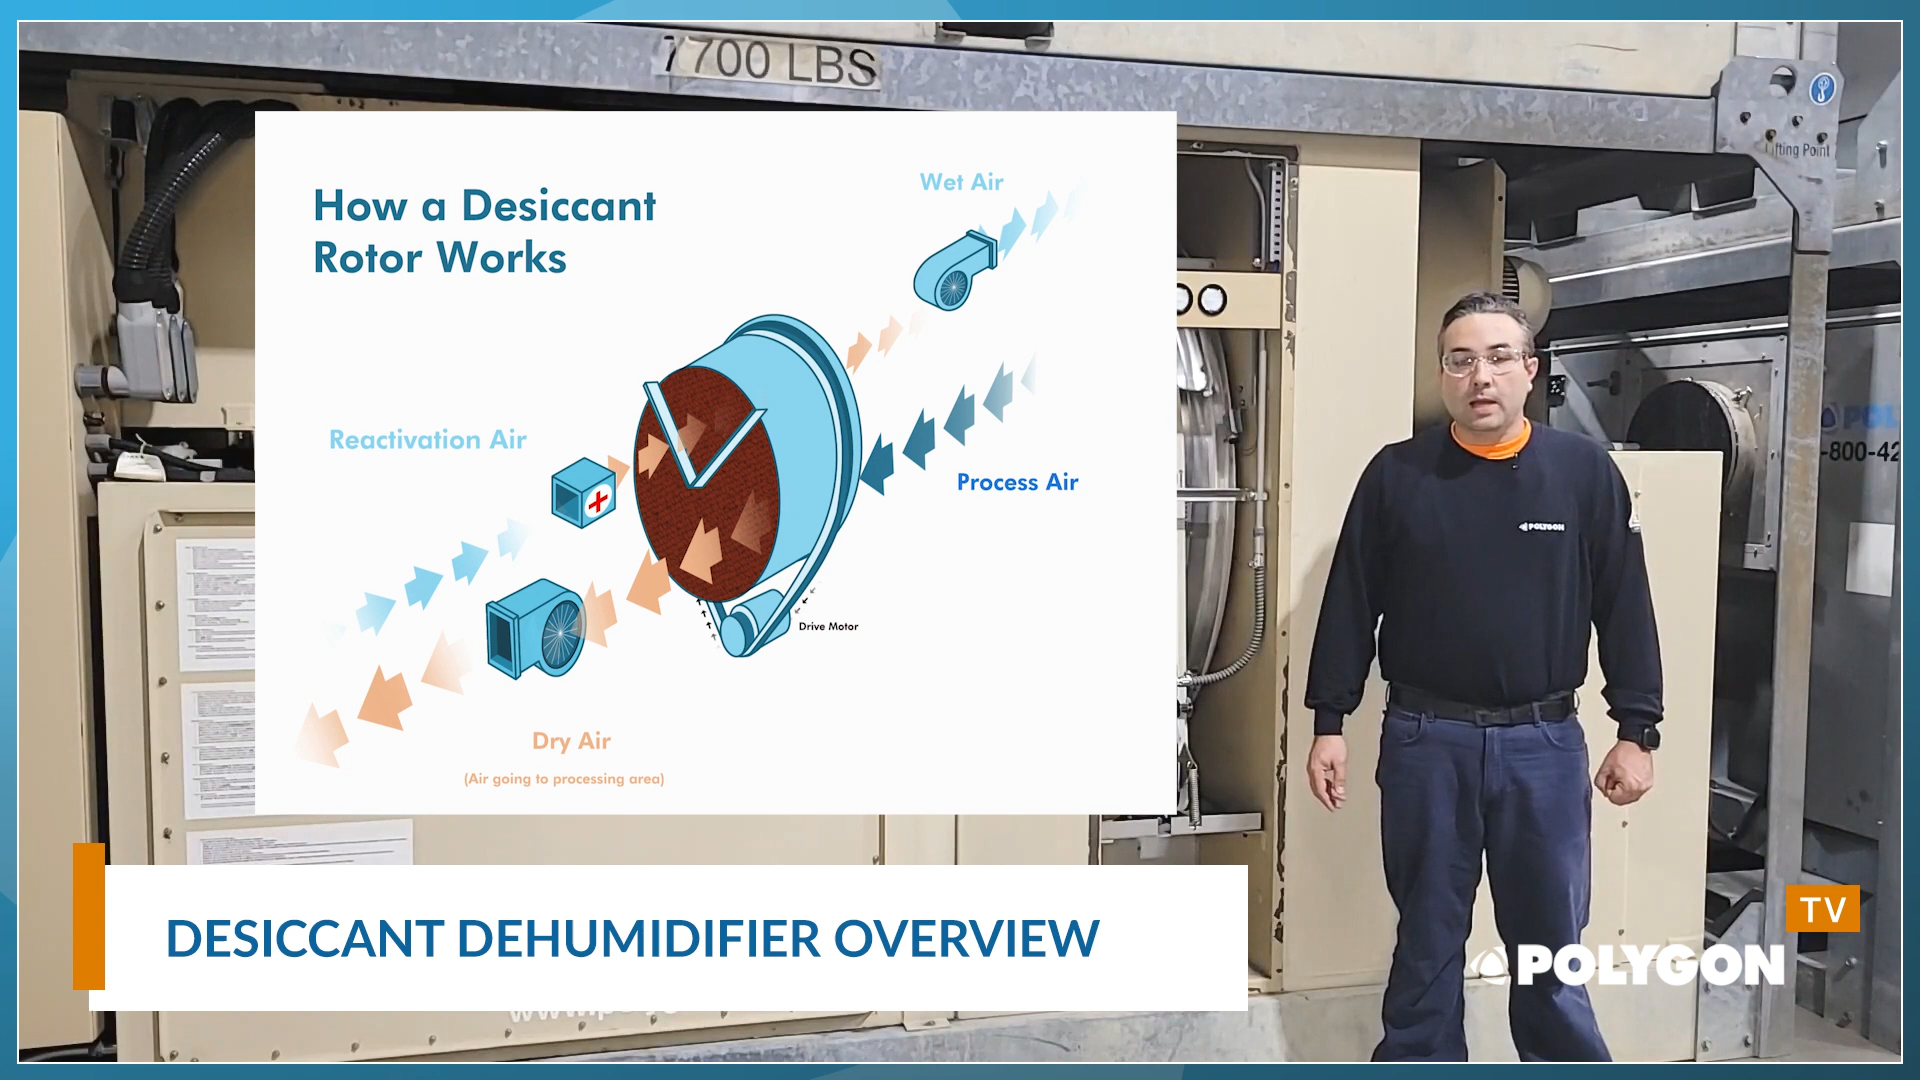 7700 LBS
Lifting Point
How a Desiccant
Rotor Works
Wet Air
Reactivation Air
Process Air
Drive Motor
Dry Air
(Air going to processing area)
POLYGON
-800-42
DESICCANT DEHUMIDIFIER OVERVIEW
TV
POLYGON